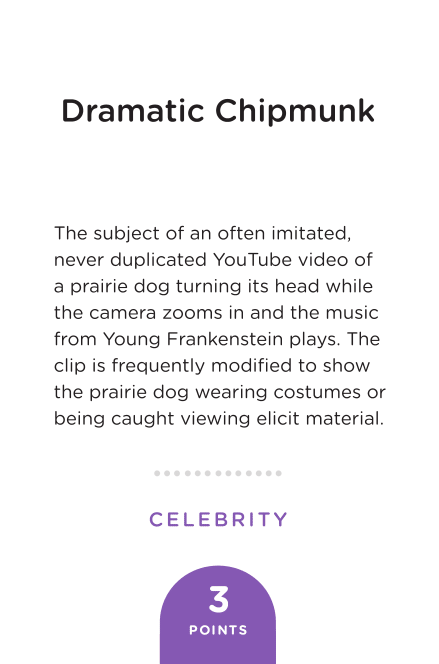 Dramatic Chipmunk
The subject of an often imitated,
never duplicated YouTube video of
a prairie dog turning its head while
the camera zooms in and the music
from Young Frankenstein plays. The
clip is frequently modified to show
the prairie dog wearing costumes or
being caught viewing elicit material.
CELEBRITY
3
POINTS